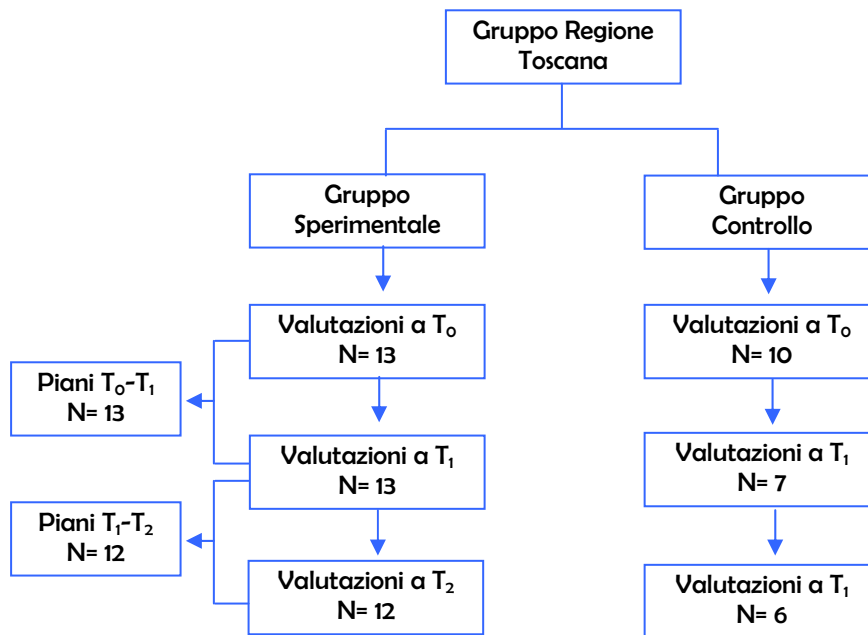 Gruppo Regione
Toscana
Gruppo
Sperimentale
Gruppo
Controllo
Valutazioni a T₀
N= 13
Valutazioni a T₀
N= 10
Piani T₀-T₁
N= 13
Valutazioni a T₁
N= 13
Valutazioni a T₁
N= 7
Piani T₁-T₂
N= 12
Valutazioni a T₂
N= 12
Valutazioni a T₁
N= 6